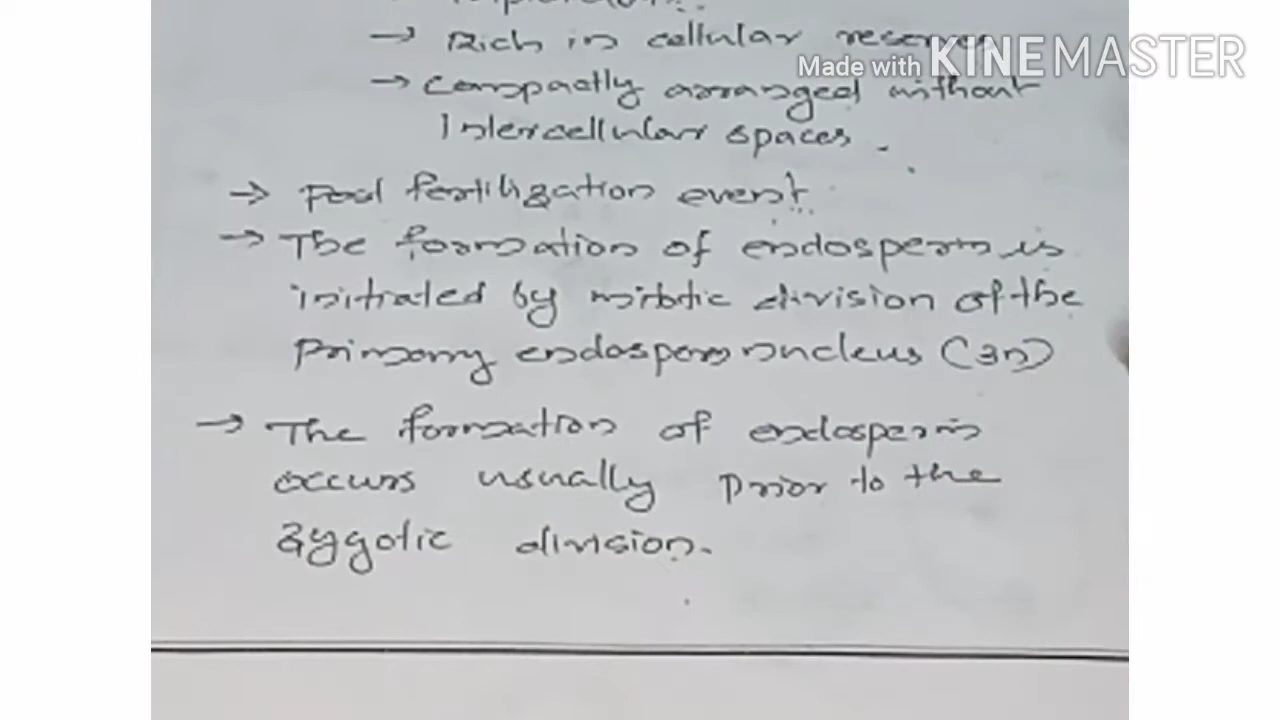 → Rich in cellular reserves
Made with KINEMASTER
→ Compactly arranged without
Intercellular spaces.
→ Post fertilization event.
→ The formation of endosperm is
initiated by mitotic division of the
Primary endosperm nucleus (3n)
→ The formation of endosperm
occurs usually prior to the
zygotic division.